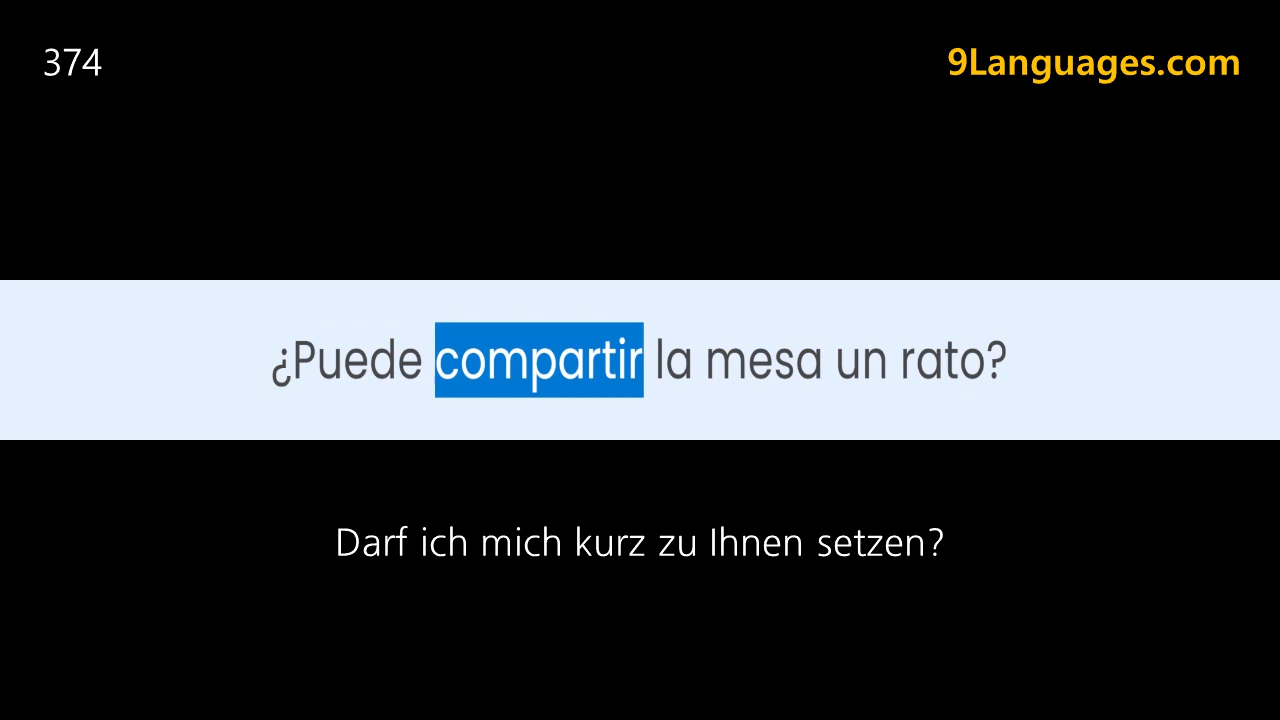 374
9Languages.com
¿Puede compartir la mesa un rato?
Darf ich mich kurz zu Ihnen setzen?